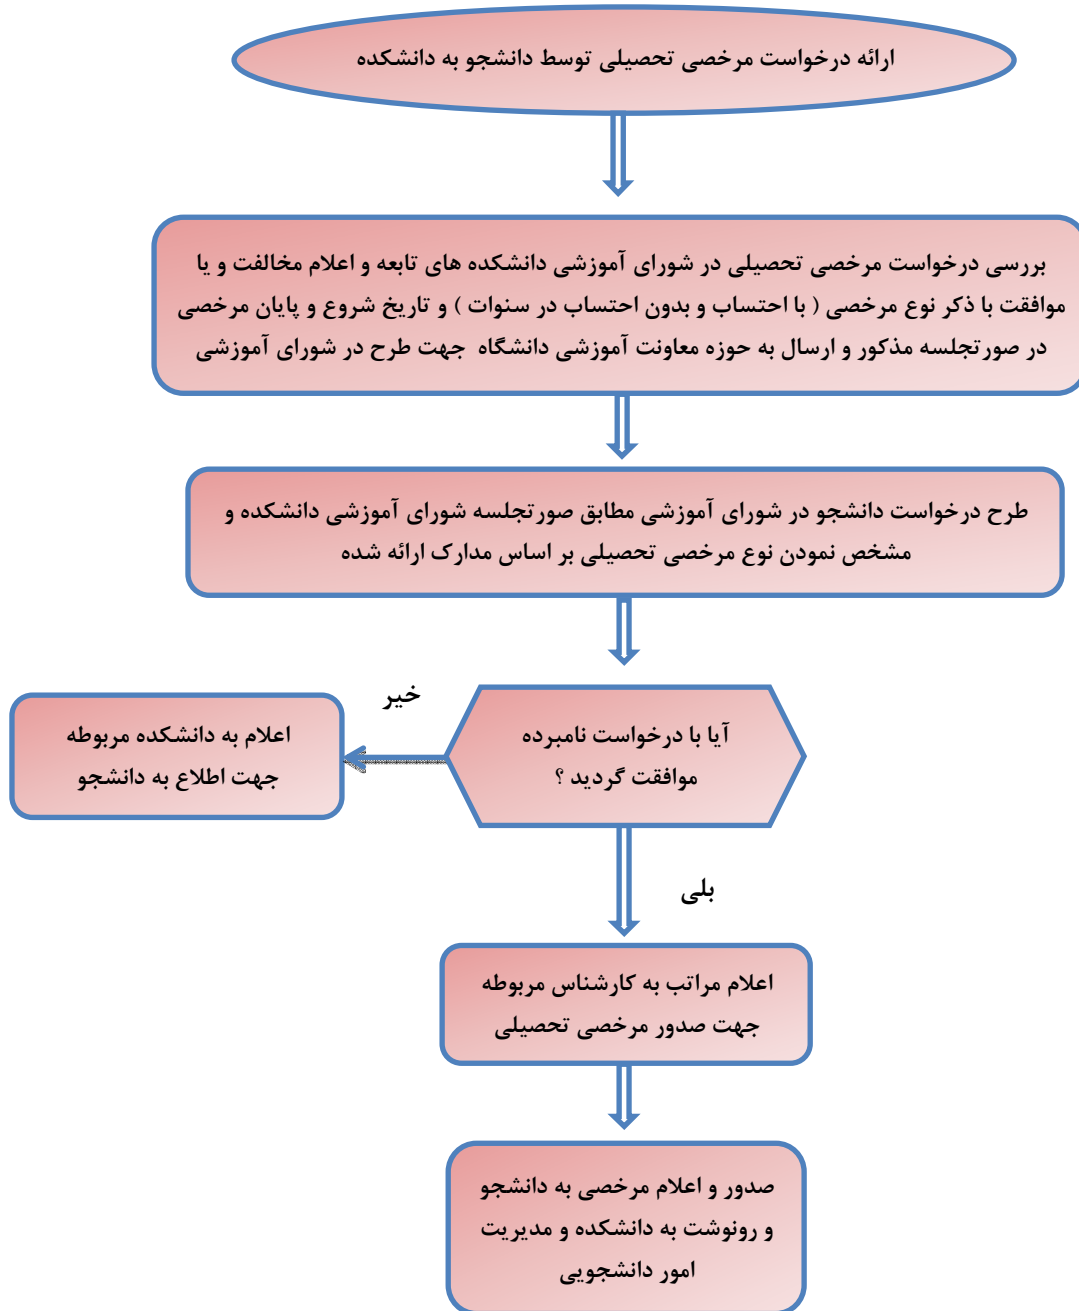 ارائه درخواست مرخصی تحصیلی توسط دانشجو به دانشکده
بررسی درخواست مرخصی تحصیلی در شورای آموزشی دانشکده های تابعه و اعلام مخالفت و یا
موافقت با ذکر نوع مرخصی ( با احتساب و بدون احتساب در سنوات ) و تاریخ شروع و پایان مرخصی
در صورتجلسه مذکور و ارسال به حوزه معاونت آموزشی دانشگاه جهت طرح در شورای آموزشی
طرح درخواست دانشجو در شورای آموزشی مطابق صورتجلسه شورای آموزشی دانشکده و
مشخص نمودن نوع مرخصی تحصیلی بر اساس مدارک ارائه شده
آیا با درخواست نامبرده
موافقت گردید ؟
خیر
اعلام به دانشکده مربوطه
جهت اطلاع به دانشجو
بلی
اعلام مراتب به کارشناس مربوطه
جهت صدور مرخصی تحصیلی
صدور و اعلام مرخصی به دانشجو
و رونوشت به دانشکده و مدیریت
امور دانشجویی